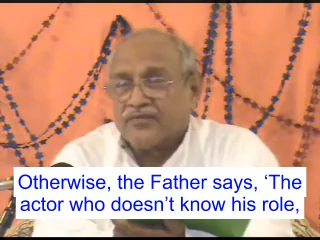 Otherwise, the Father says, ‘The
actor who doesn’t know his role,